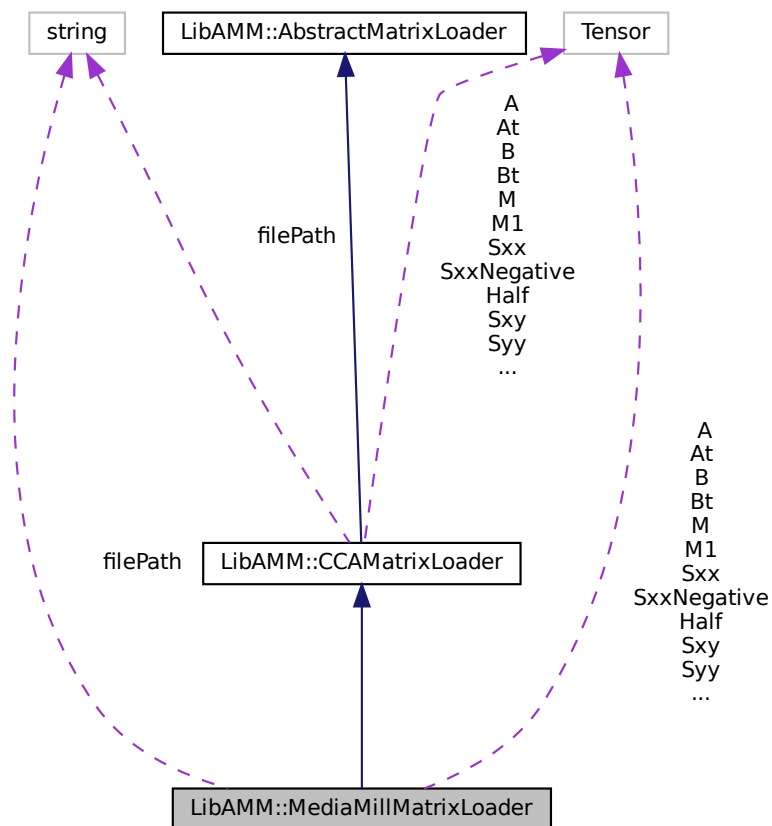 string
LibAMM::AbstractMatrixLoader
Tensor
filePath
A
At
B
Bt
M
M1
Sxx
SxxNegative
Half
Sxy
Syy
...
filePath
LibAMM::CCAMatrixLoader
A
At
B
Bt
M
M1
Sxx
SxxNegative
Half
Sxy
Syy
...
LibAMM::MediaMillMatrixLoader